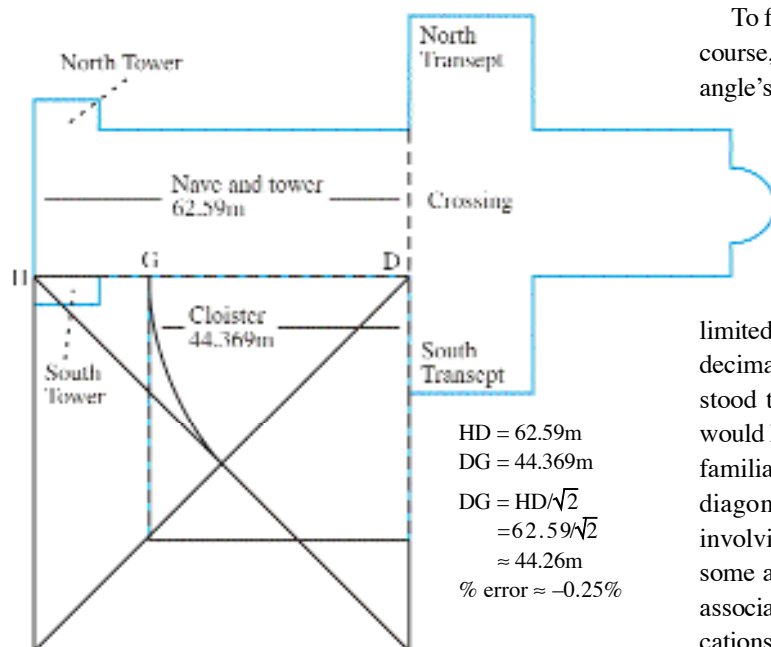 North Tower
North
Transept
Nave and tower
62.59m
Crossing
H
G
D
Cloister
44.369m
South
Tower
South
Transept
HD = 62.59m
DG = 44.369m
DG = HD/√2
=62.59/√2
≈ 44.26m
% error ≈ –0.25%
To f
course,
angle's
limited
decima
stood t
would
familia
diagon
involvi
some a
associa
cations